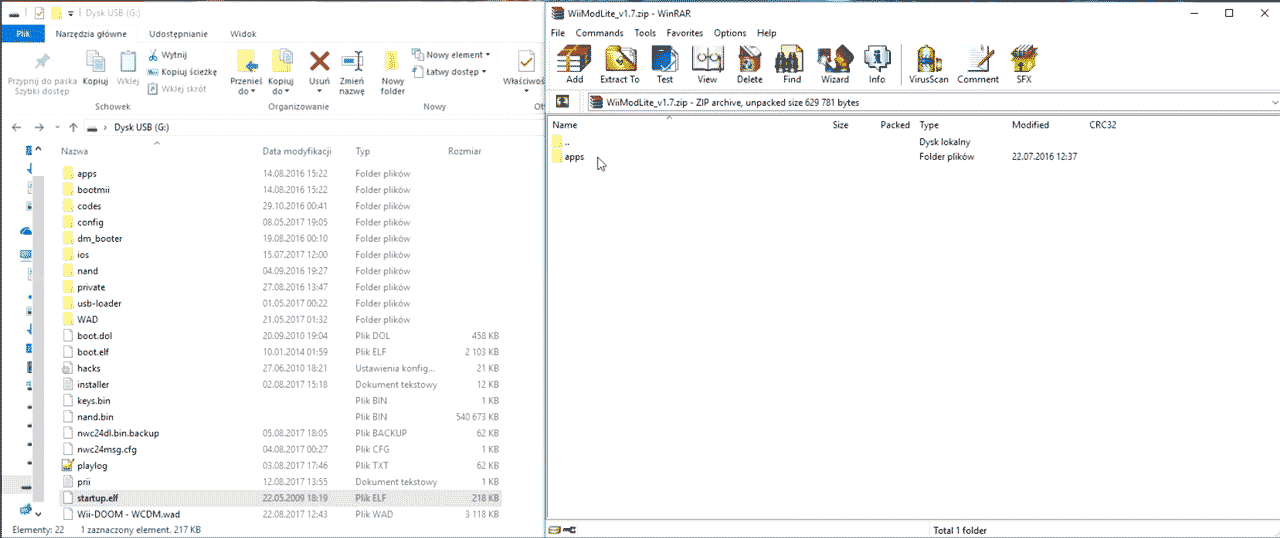 Dysk USB (G:)
Plik Narzędzia główne Udostępnianie Widok
Przypnij do paska Szybki dostęp
Kopiuj
Wklej
Wytnij
Kopiuj ścieżkę
Wklej skrót
Przenieś do
Kopiuj do
Usuń
Zmień nazwę
Nowy folder
Nowy element
Łatwy dostęp
Właściwoś
Schowek Organizowanie Nowy
Dysk USB (G:)
Nazwa Data modyfikacji Typ Rozmiar
apps 14.08.2016 15:22 Folder plików
bootmii 14.08.2016 15:22 Folder plików
codes 29.10.2016 00:41 Folder plików
config 08.05.2017 19:05 Folder plików
dm_booter 19.08.2016 00:10 Folder plików
ios 15.07.2017 12:00 Folder plików
nand 04.09.2016 19:27 Folder plików
private 27.08.2016 13:47 Folder plików
usb-loader 01.05.2017 00:22 Folder plików
WAD 21.05.2017 01:32 Folder plików
boot.dol 20.09.2010 19:04 Plik DOL 458 KB
boot.elf 10.01.2014 01:59 Plik ELF 2 103 KB
hacks 27.06.2010 18:21 Ustawienia konfig... 21 KB
installer 02.08.2017 15:18 Dokument tekstowy 12 KB
keys.bin Plik BIN 1 KB
nand.bin Plik BIN 540 673 KB
nwc24dl.bin.backup 05.08.2017 18:05 Plik BACKUP 62 KB
nwc24msg.cfg 04.08.2017 00:27 Plik CFG 1 KB
playlog 03.08.2017 17:46 Plik TXT 62 KB
prii 12.08.2017 13:55 Dokument tekstowy 1 KB
startup.elf 22.05.2009 18:19 Plik ELF 218 KB
Wii-DOOM - WCDM.wad 22.08.2017 12:43 Plik WAD 3 118 KB
Elementy: 22 1 zaznaczony element. 217 KB
WiiModLite_v1.7.zip - WinRAR
File Commands Tools Favorites Options Help
Add Extract To Test View Delete Find Wizard Info VirusScan Comment SFX
WiiModLite_v1.7.zip - ZIP archive, unpacked size 629 781 bytes
Name Size Packed Type Modified CRC32
.. Dysk lokalny
apps Folder plików 22.07.2016 12:37
Total 1 folder